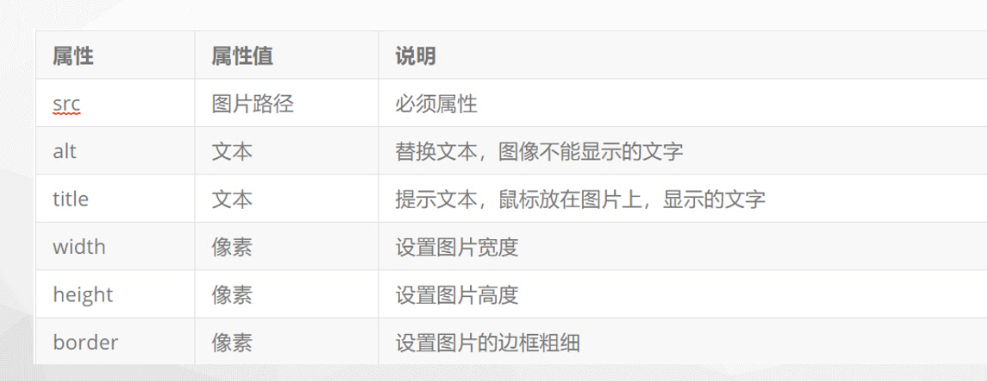 属性 属性值 说明
src 图片路径 必须属性
alt 文本 替换文本，图像不能显示的文字
title 文本 提示文本，鼠标放在图片上，显示的文字
width 像素 设置图片宽度
height 像素 设置图片高度
border 像素 设置图片的边框粗细